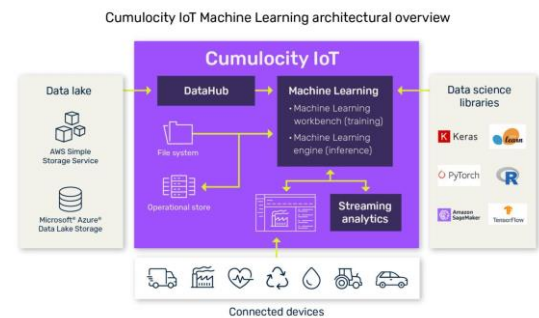 Cumulocity IoT Machine Learning architectural overview
Cumulocity IoT
Data lake
AWS Simple
Storage Service
Microsoft® Azure®
Data Lake Storage
DataHub
File system
Operational store
Machine Learning
• Machine Learning
workbench (training)
• Machine Learning
engine (inference)
Streaming
analytics
Data science
libraries
K Keras
learn
PyTorch
R
Amazon
SageMaker
TensorFlow
Connected devices